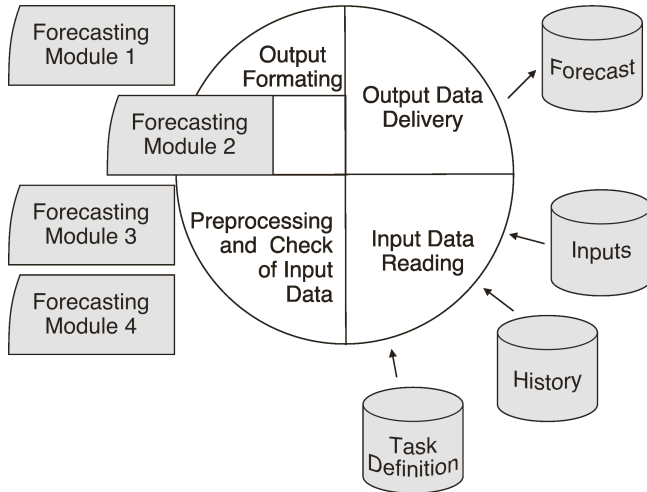 Forecasting
Module 1
Output
Formating
Output Data
Delivery
Forecast
Forecasting
Module 2
Forecasting
Module 3
Preprocessing
and Check
of Input
Data
Input Data
Reading
Inputs
Forecasting
Module 4
History
Task
Definition